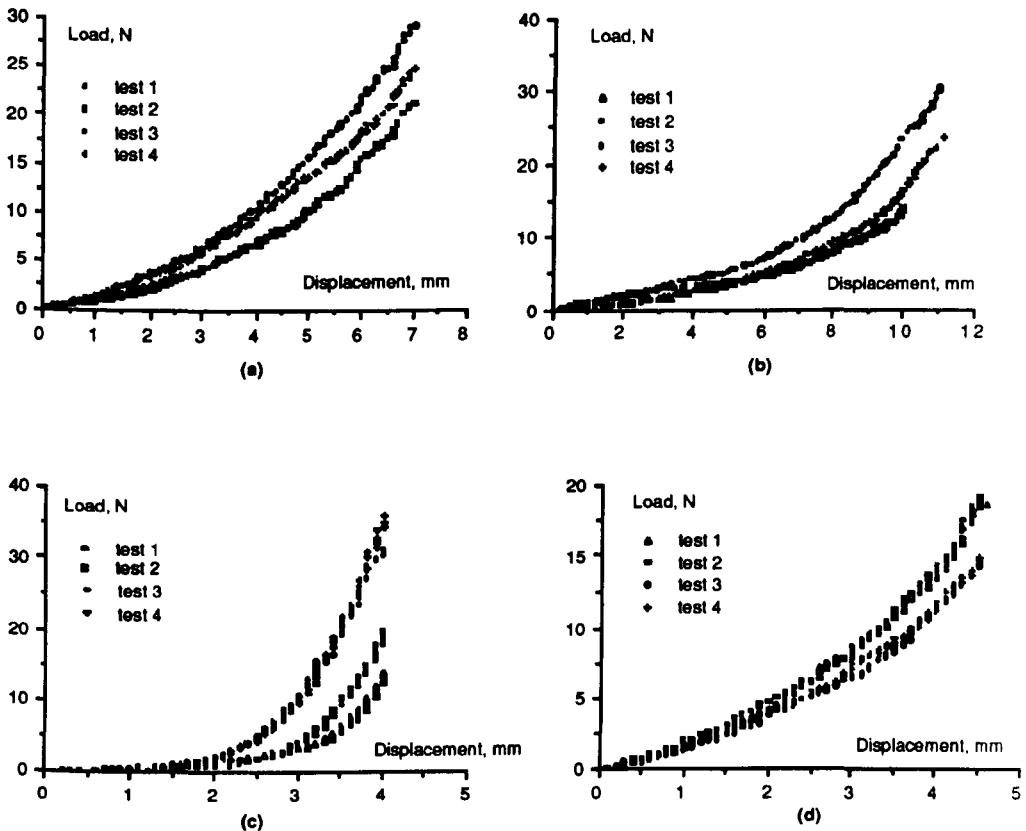 30
25
20
15
10
5
0
Load, N
test 1
test 2
test 3
test 4
Displacement, mm
0 1 2 3 4 5 6 7 8
(a)
40
30
20
10
0
Load, N
test 1
test 2
test 3
test 4
Displacement, mm
0 2 4 6 8 10 12
(b)
40
30
20
10
0
Load, N
test 1
test 2
test 3
test 4
Displacement, mm
0 1 2 3 4 5
(c)
20
15
10
5
0
Load, N
test 1
test 2
test 3
test 4
Displacement, mm
0 1 2 3 4 5
(d)